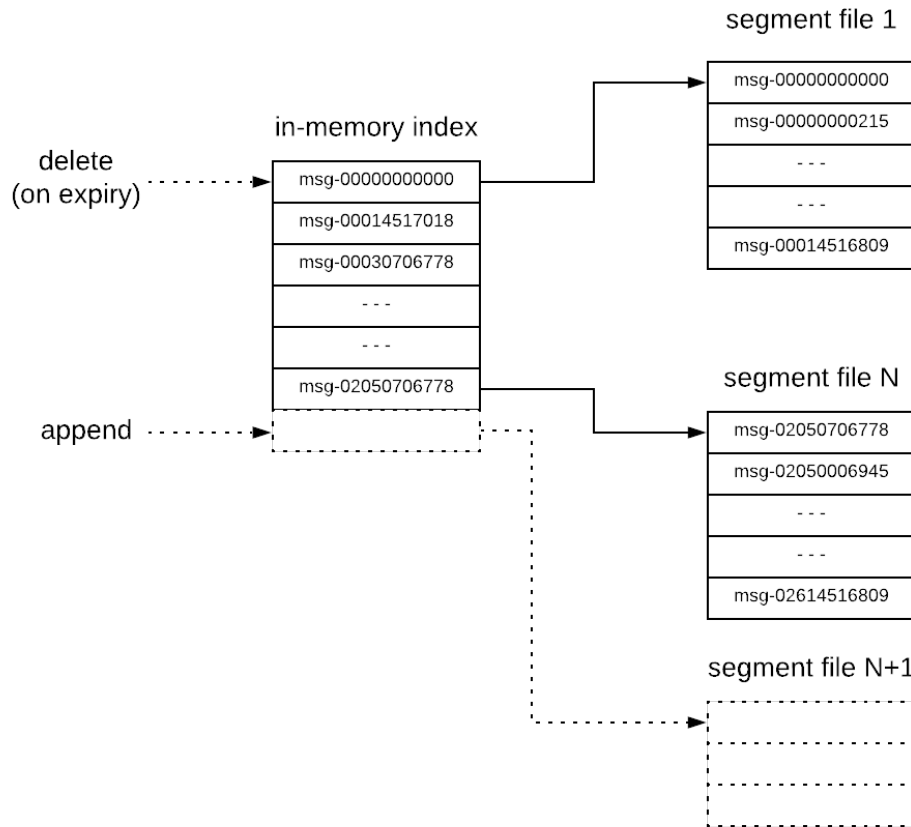 segment file 1
msg-00000000000
msg-00000000215
- - -
- - -
msg-00014516809
in-memory index
delete
(on expiry)
msg-00000000000
msg-00014517018
msg-00030706778
- - -
- - -
msg-02050706778
append
segment file N
msg-02050706778
msg-02050006945
- - -
- - -
msg-02614516809
segment file N+1